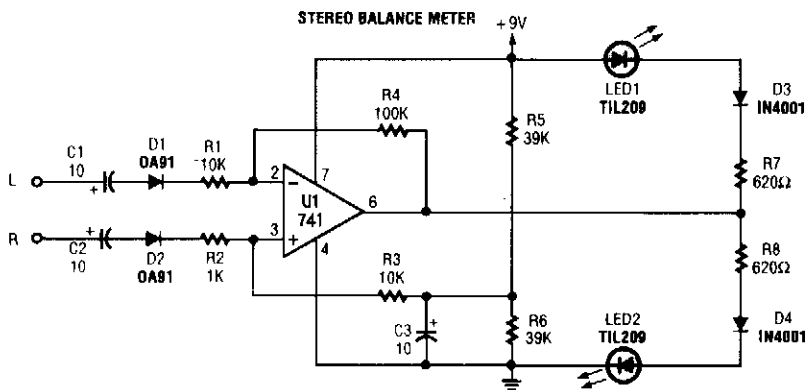 STEREO BALANCE METER
+9V
LED1
TIL209
D3
IN4001
R4
100K
R5
39K
C1
10
D1
OA91
R1
10K
R7
620Ω
L
+
2
−
7
U1
741
6
R
+
C2
10
D2
OA91
R2
1K
3
+
4
R3
10K
R8
620Ω
C3
10
+
R6
39K
LED2
TIL209
D4
IN4001